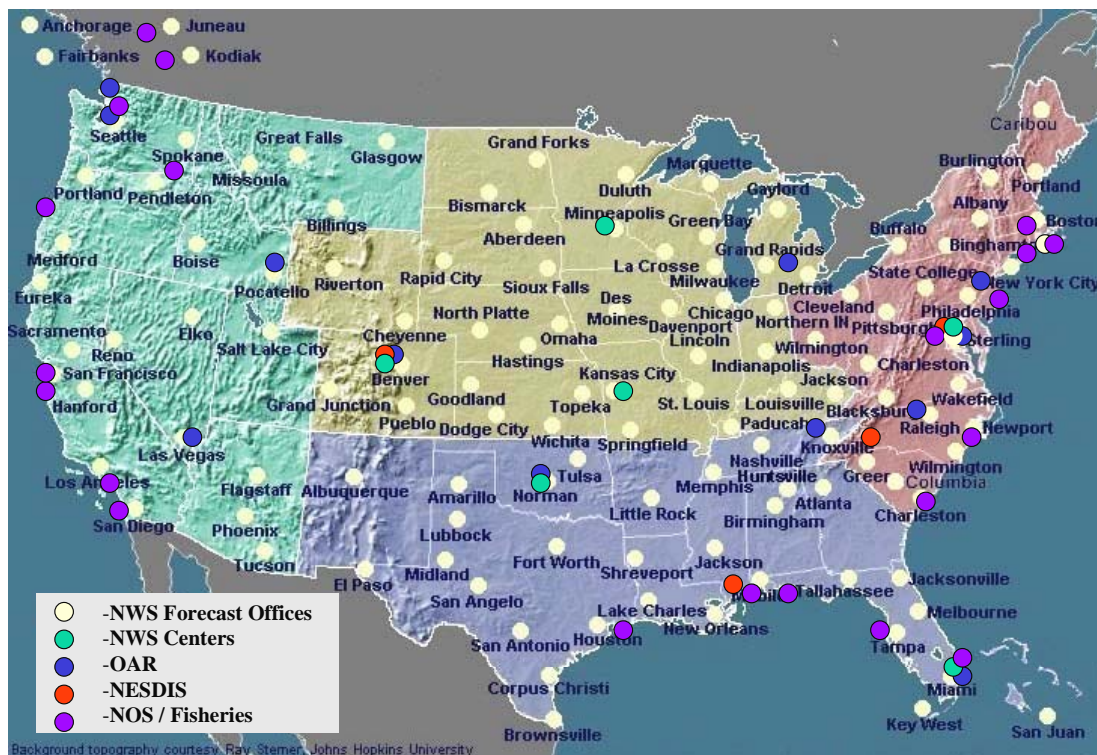 Anchorage
Juneau
Fairbanks
Kodiak
Seattle
Spokane
Great Falls
Glasgow
Grand Forks
Marquette
Caribou
Burlington
Portland
Pendleton
Missoula
Duluth
Gaylord
Portland
Billings
Bismarck
Minneapolis
Green Bay
Albany
Boston
Medford
Boise
Aberdeen
Grand Rapids
Buffalo
Binghamt
Pocatello
Riverton
Rapid City
La Crosse
Milwaukee
Detroit
State College
New York City
Eureka
Sioux Falls
Des
Moines
Chicago
Cleveland
Philadelphia
Sacramento
Elko
North Platte
Davenport
Northern IN
Pittsburgh
Reno
Salt Lake City
Cheyenne
Omaha
Lincoln
Wilmington
Sterling
San Francisco
Denver
Hastings
Indianapolis
Charleston
Hanford
Grand Junction
Goodland
Kansas City
Topeka
St. Louis
Louisville
Jackson
Blacksbur
Wakefield
Pueblo
Dodge City
Wichita
Springfield
Paducah
Knoxville
Raleigh
Newport
Las Vegas
Nashville
Los Angeles
Flagstaff
Albuquerque
Amarillo
Norman
Tulsa
Memphis
Huntsville
Greer
Wilmington
Columbia
San Diego
Phoenix
Lubbock
Little Rock
Birmingham
Atlanta
Charleston
Tucson
El Paso
Midland
Fort Worth
Shreveport
Jackson
Jacksonville
San Angelo
Mobil
Tallahassee
Melbourne
Lake Charles
New Orleans
San Antonio
Houston
Tampa
Corpus Christi
Miami
Key West
San Juan
Brownsville
-NWS Forecast Offices
-NWS Centers
-OAR
-NESDIS
-NOS / Fisheries
Background topography courtesy Ray Sterner, Johns Hopkins University